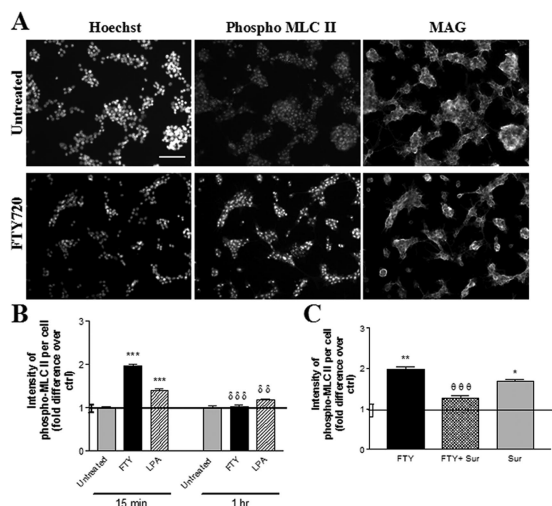 A
Hoechst
Phospho MLC II
MAG
Untreated
FTY720
B
Intensity of
phospho-MLC II per cell
(fold difference over
ctrl)
3
2
1
0
***
***
δδδ
δδ
Untreated
FTY
LPA
Untreated
FTY
LPA
15 min
1 hr
C
Intensity of
phospho-MLC II per cell
(fold difference over
ctrl)
3
2
1
0
**
θθθ
*
FTY
FTY+ Sur
Sur